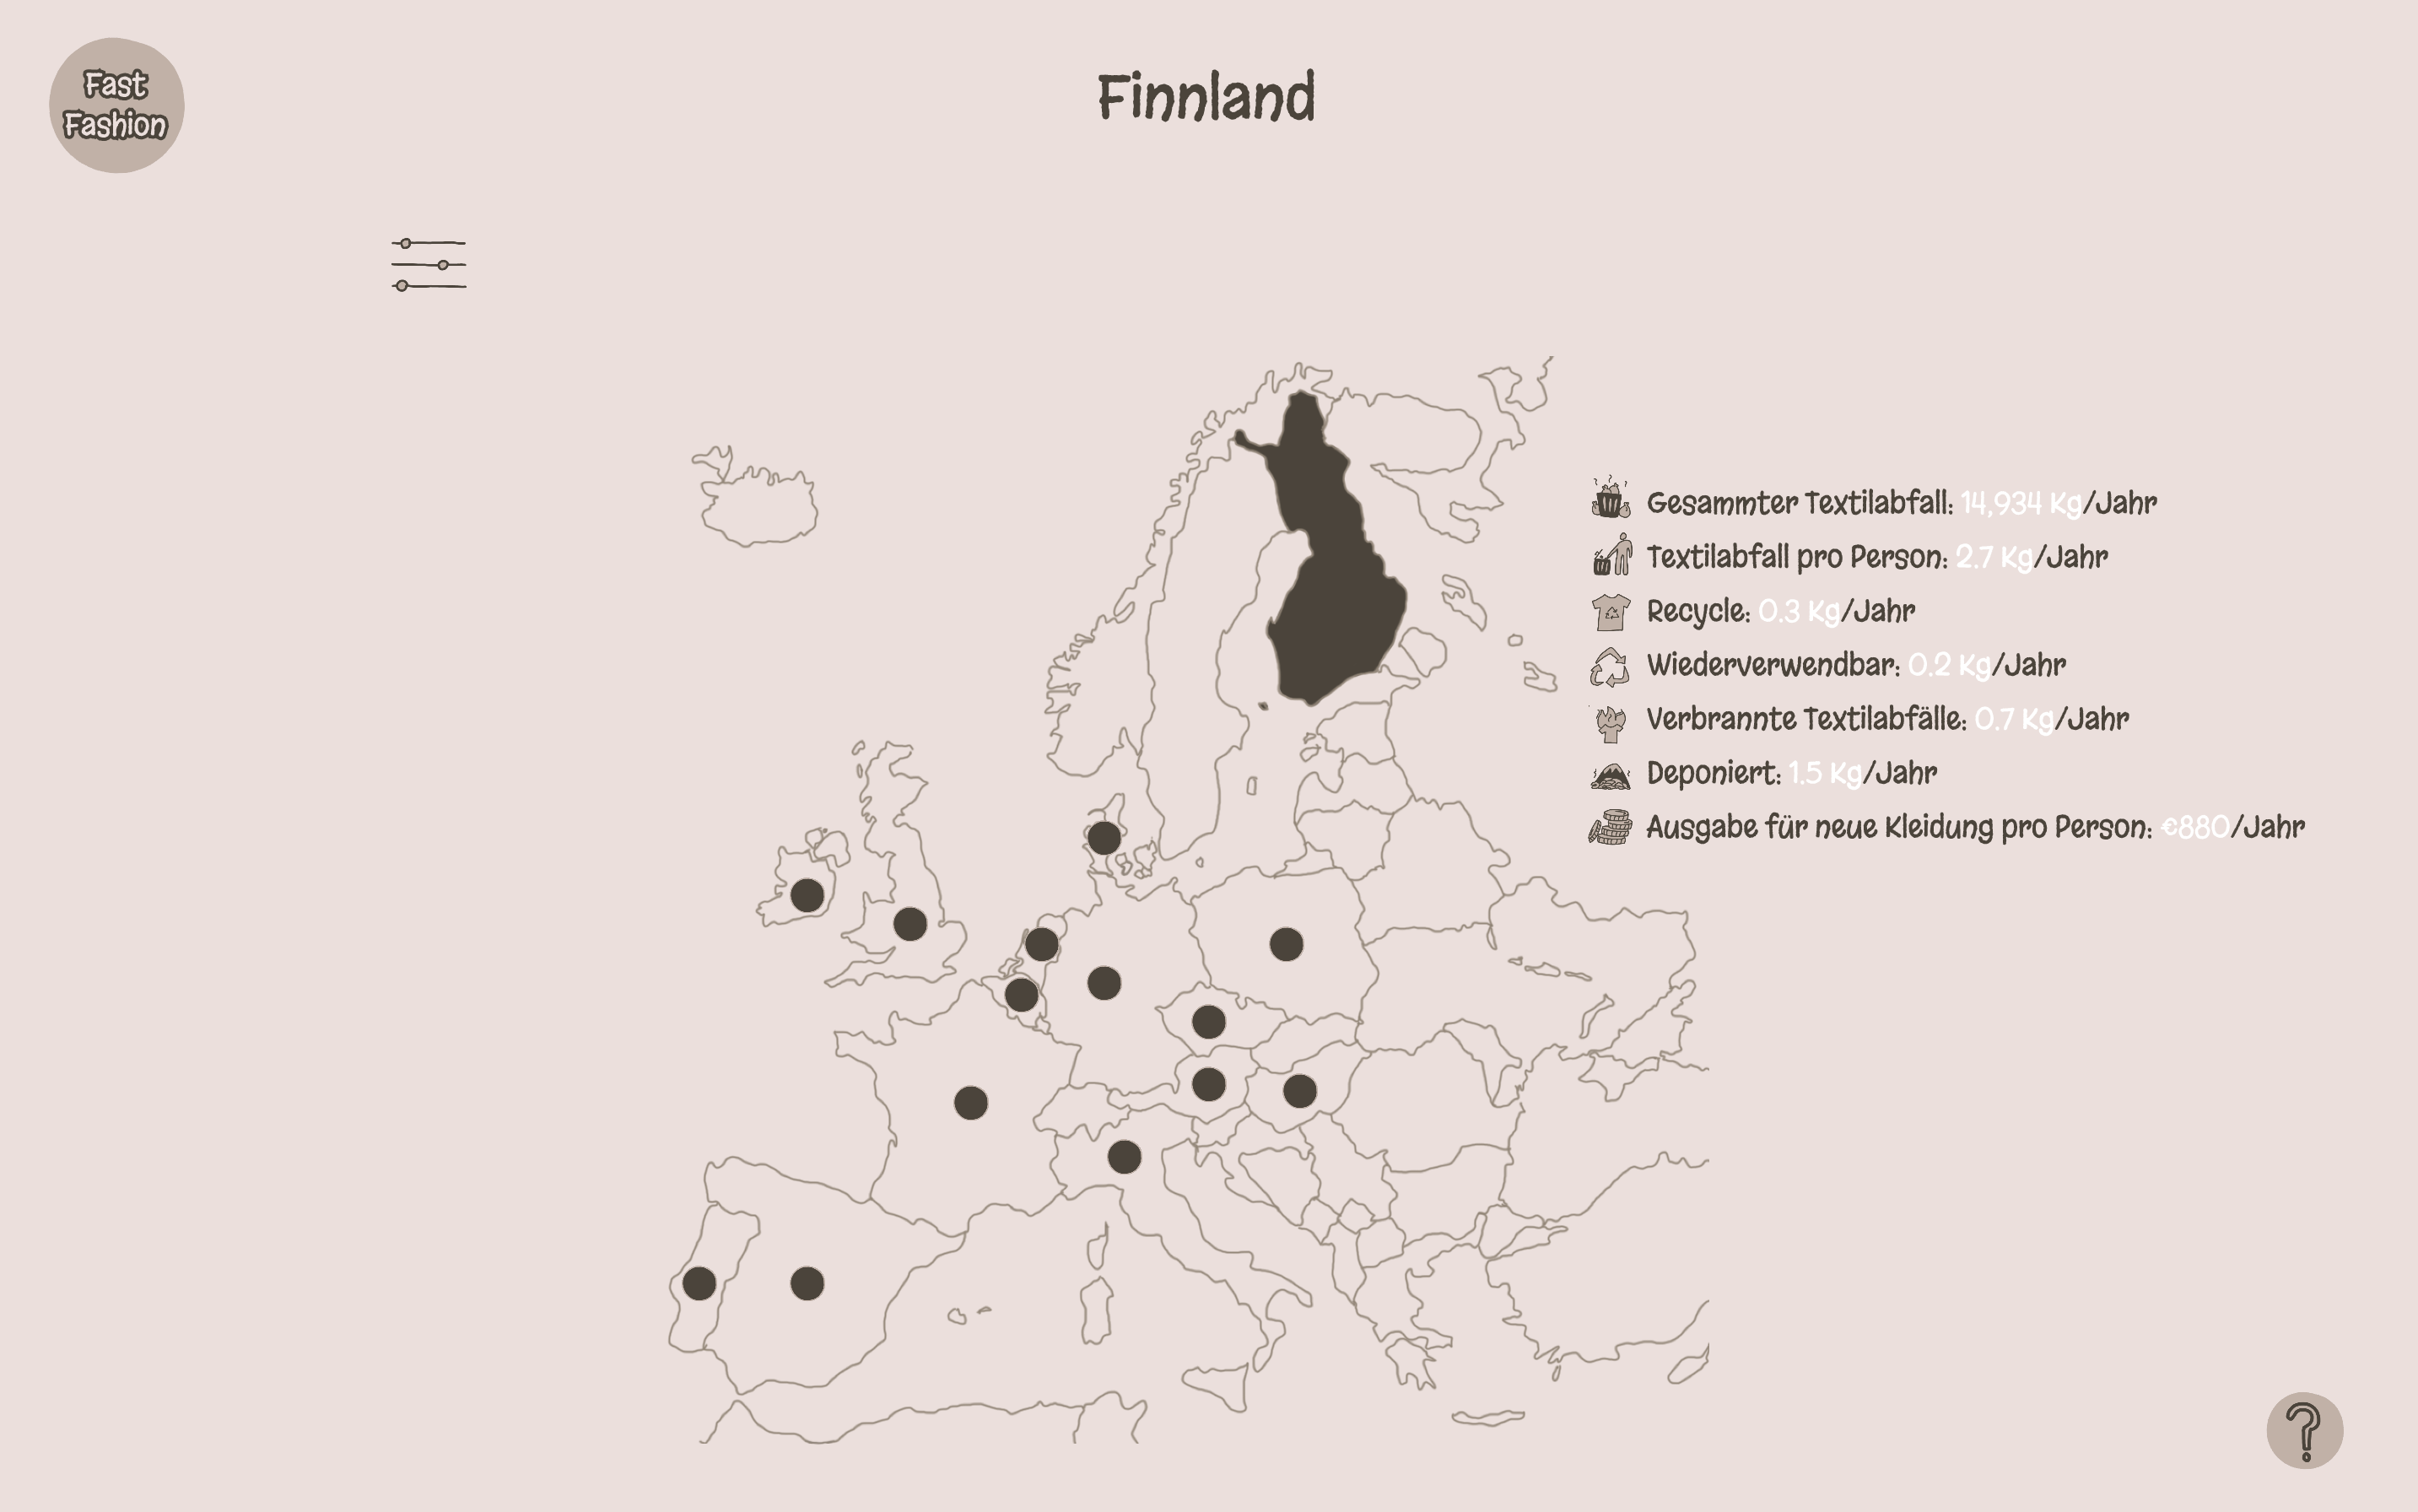 Fast
Fashion
Finnland
Gesammter Textilabfall: 14,934 Kg/Jahr
Textilabfall pro Person: 2.7 Kg/Jahr
Recycle: 0.3 Kg/Jahr
Wiederverwendbar: 0.2 Kg/Jahr
Verbrannte Textilabfälle: 0.7 Kg/Jahr
Deponiert: 1.5 Kg/Jahr
Ausgabe für neue Kleidung pro Person: €880/Jahr
?